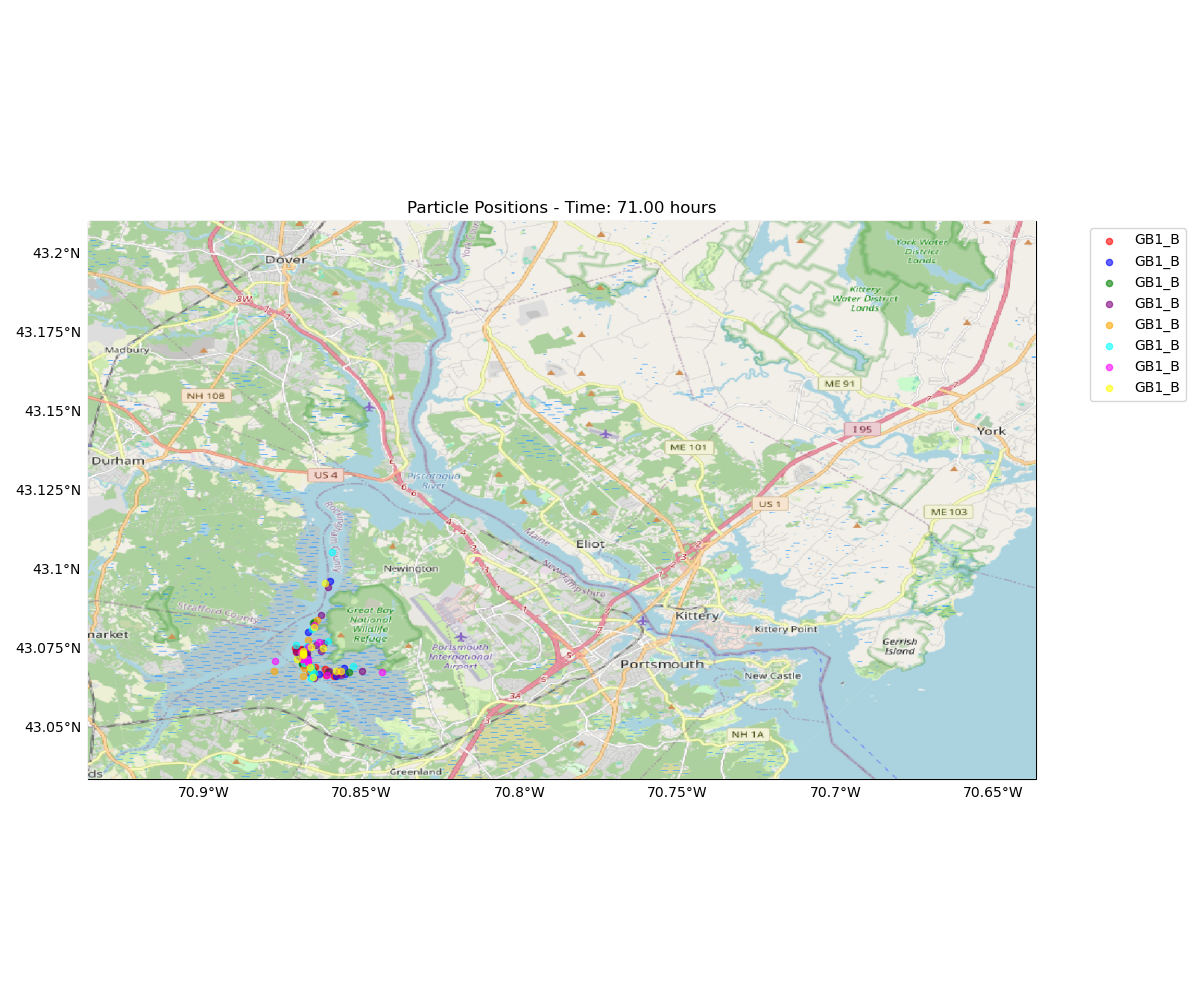 Particle Positions - Time: 71.00 hours
43.2°N
43.175°N
43.15°N
43.125°N
43.1°N
43.075°N
43.05°N
70.9°W
70.85°W
70.8°W
70.75°W
70.7°W
70.65°W
GB1_B
GB1_B
GB1_B
GB1_B
GB1_B
GB1_B
GB1_B
GB1_B
York Water
District
Lands
Dover
Kittery
Water District
Lands
8W
Madbury
ME 91
NH 108
I 95
York
Durham
ME 101
US 4
Piscataqua
River
US 1
ME 103
Maine
Eliot
Newington
New Hampshire
Strafford County
Great Bay
National
Wildlife
Refuge
Kittery
Kittery Point
market
Portsmouth
International
Airport
Gerrish
Island
Portsmouth
New Castle
3A
NH 1A
Greenland
ds